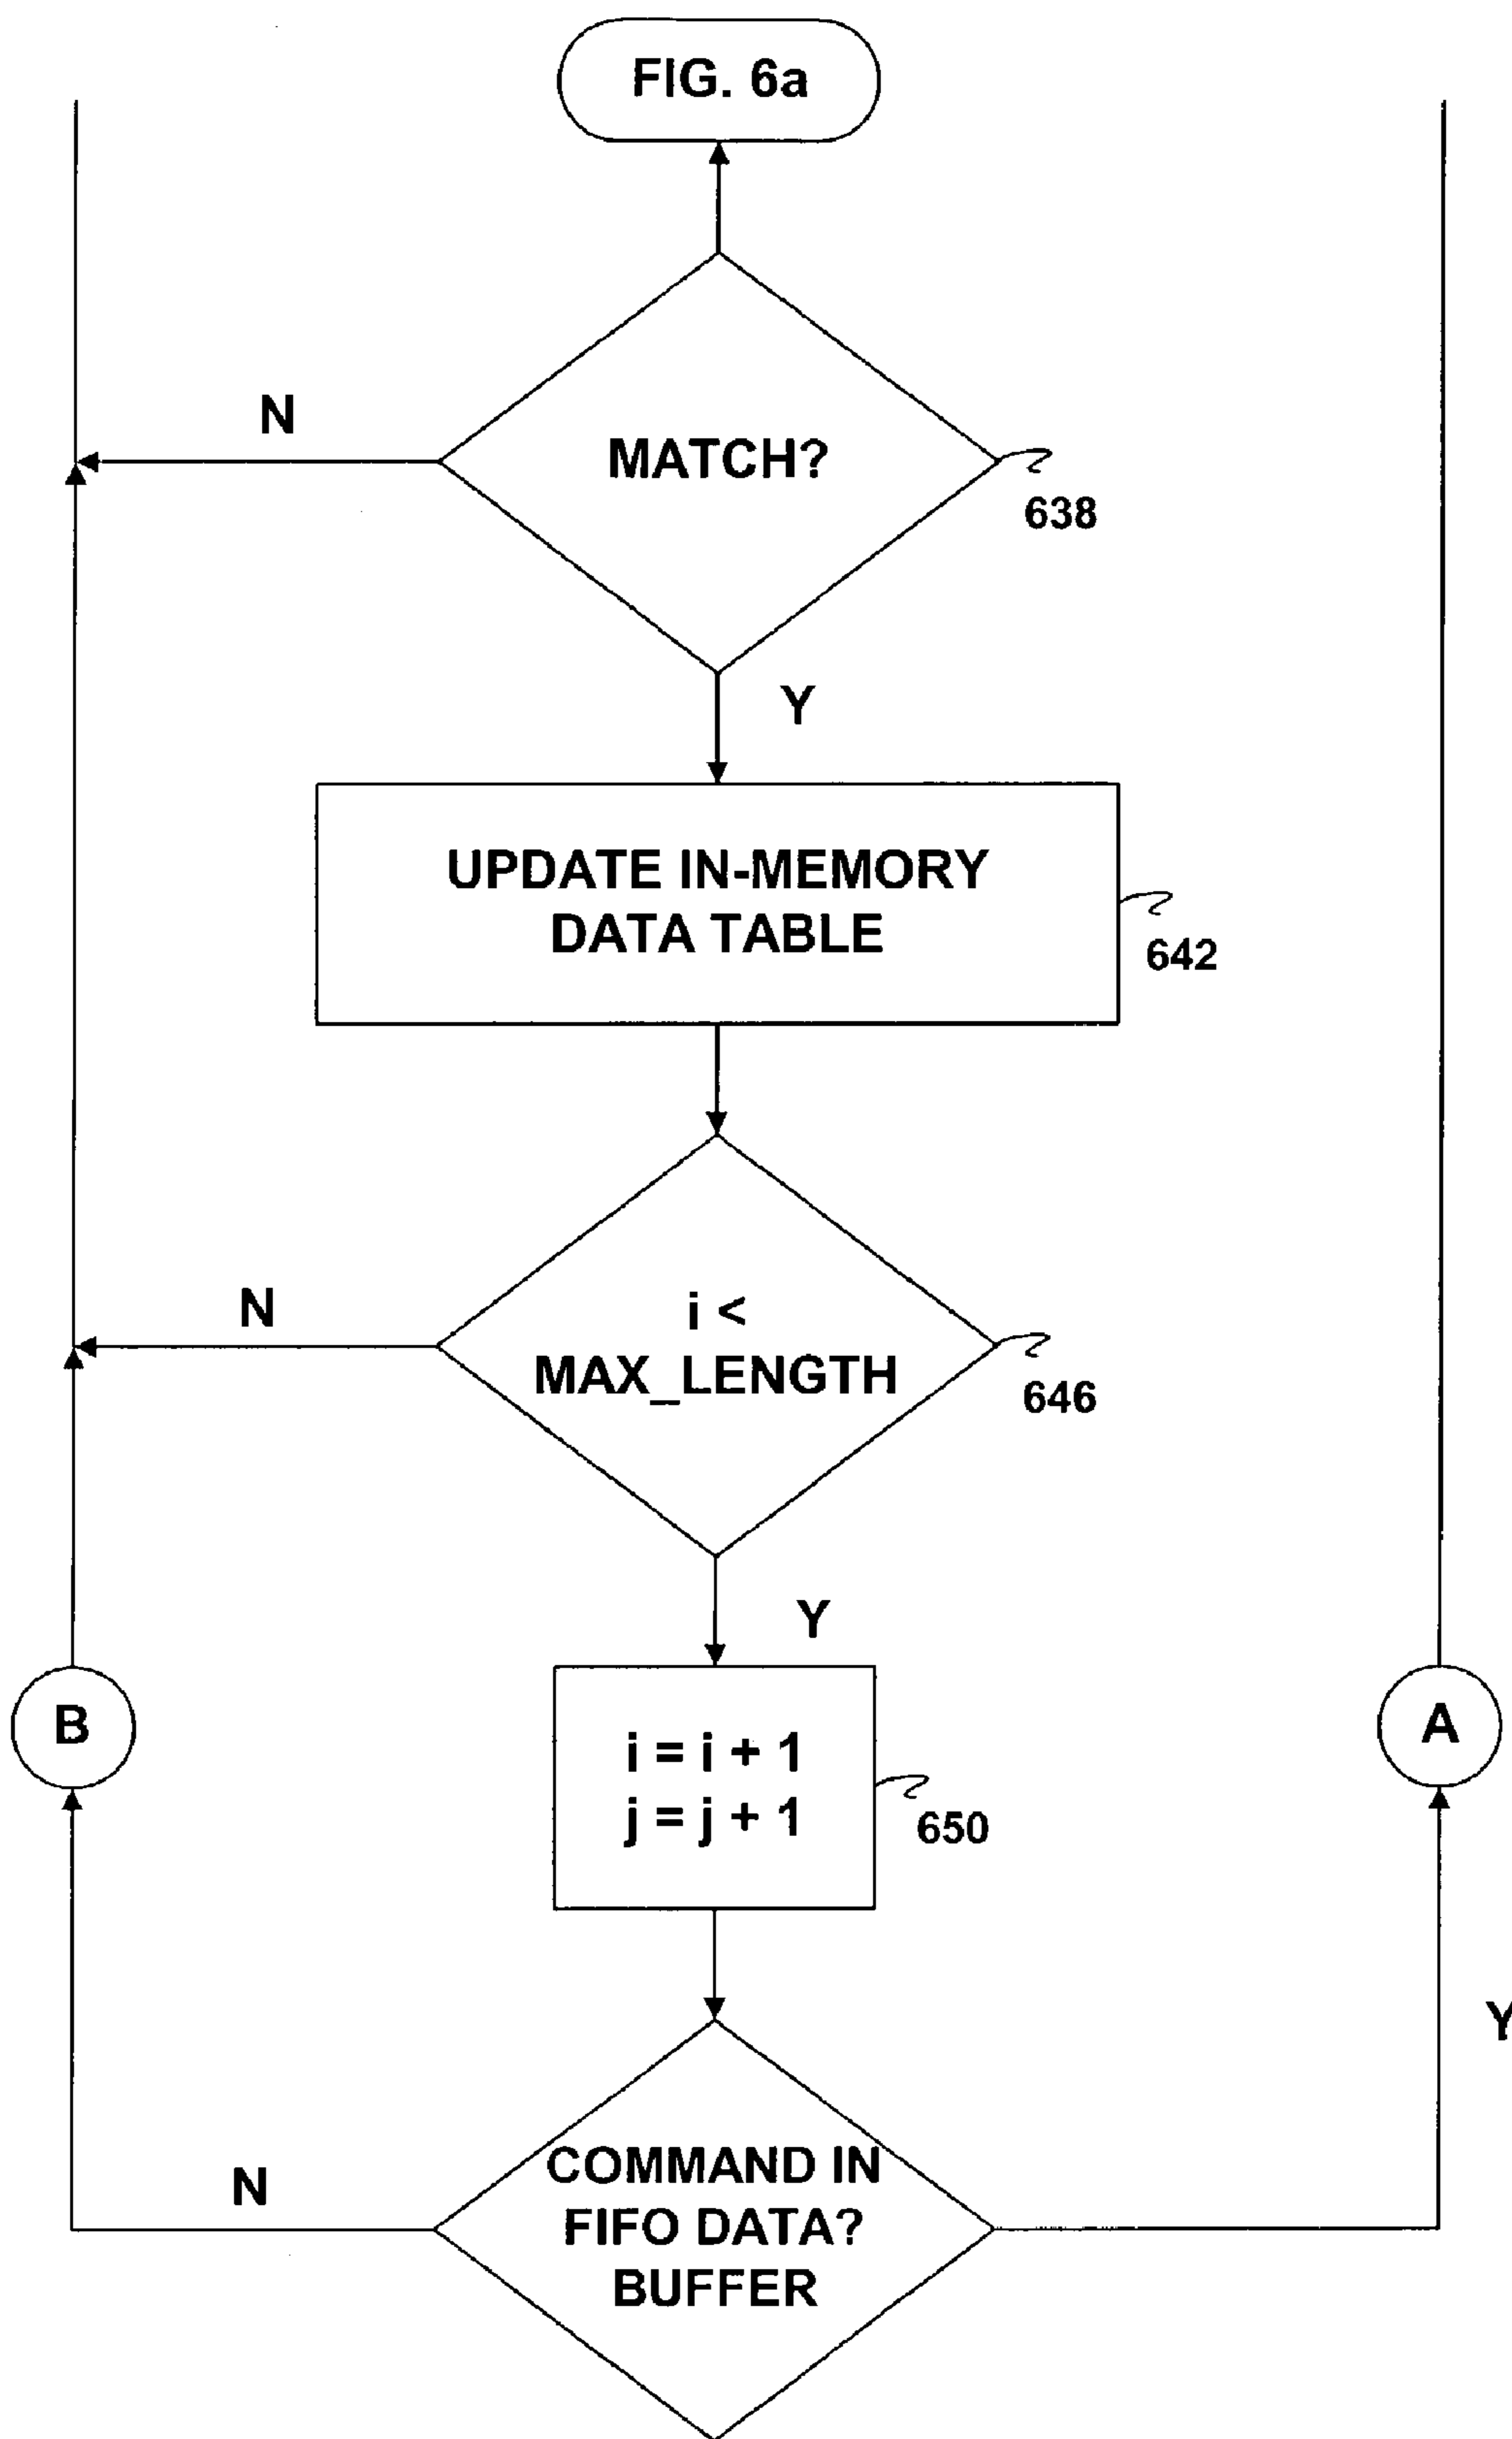 FIG. 6a
N
MATCH?
638
Y
UPDATE IN-MEMORY
DATA TABLE
642
N
i <
MAX_LENGTH
646
Y
B
i = i + 1
j = j + 1
650
A
Y
N
COMMAND IN
FIFO DATA?
BUFFER